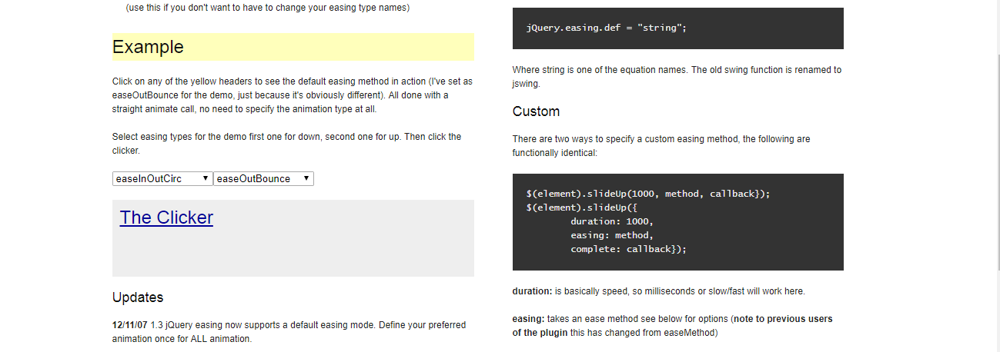 (use this if you don't want to have to change your easing type names)
Example
Click on any of the yellow headers to see the default easing method in action (I've set as
easeOutBounce for the demo, just because it's obviously different). All done with a
straight animate call, no need to specify the animation type at all.
Select easing types for the demo first one for down, second one for up. Then click the
clicker.
easeInOutCirc easeOutBounce
The Clicker
Updates
12/11/07 1.3 jQuery easing now supports a default easing mode. Define your preferred
animation once for ALL animation.
jQuery.easing.def = "string";
Where string is one of the equation names. The old swing function is renamed to
jswing.
Custom
There are two ways to specify a custom easing method, the following are
functionally identical:
$(element).slideUp(1000, method, callback});
$(element).slideUp({
duration: 1000,
easing: method,
complete: callback});
duration: is basically speed, so milliseconds or slow/fast will work here.
easing: takes an ease method see below for options (note to previous users
of the plugin this has changed from easeMethod)